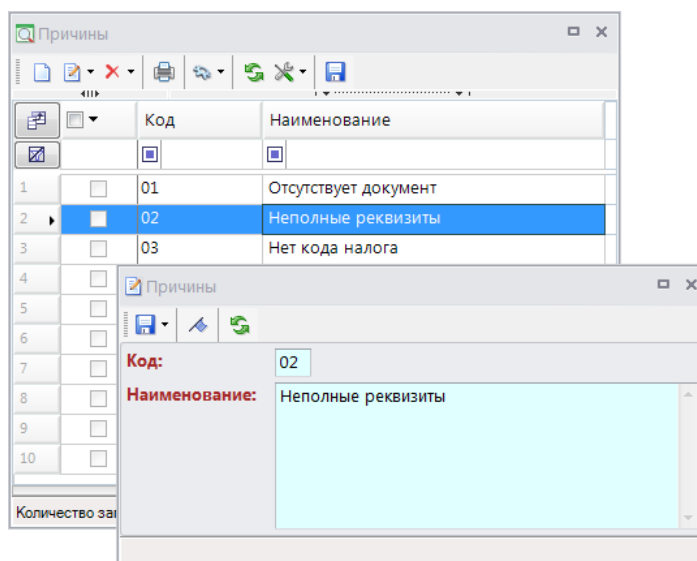 Причины
Код Наименование
1 01 Отсутствует документ
2 02 Неполные реквизиты
3 03 Нет кода налога
4
5
6
7
8
9
10
Количество
Причины
Код: 02
Наименование: Неполные реквизиты